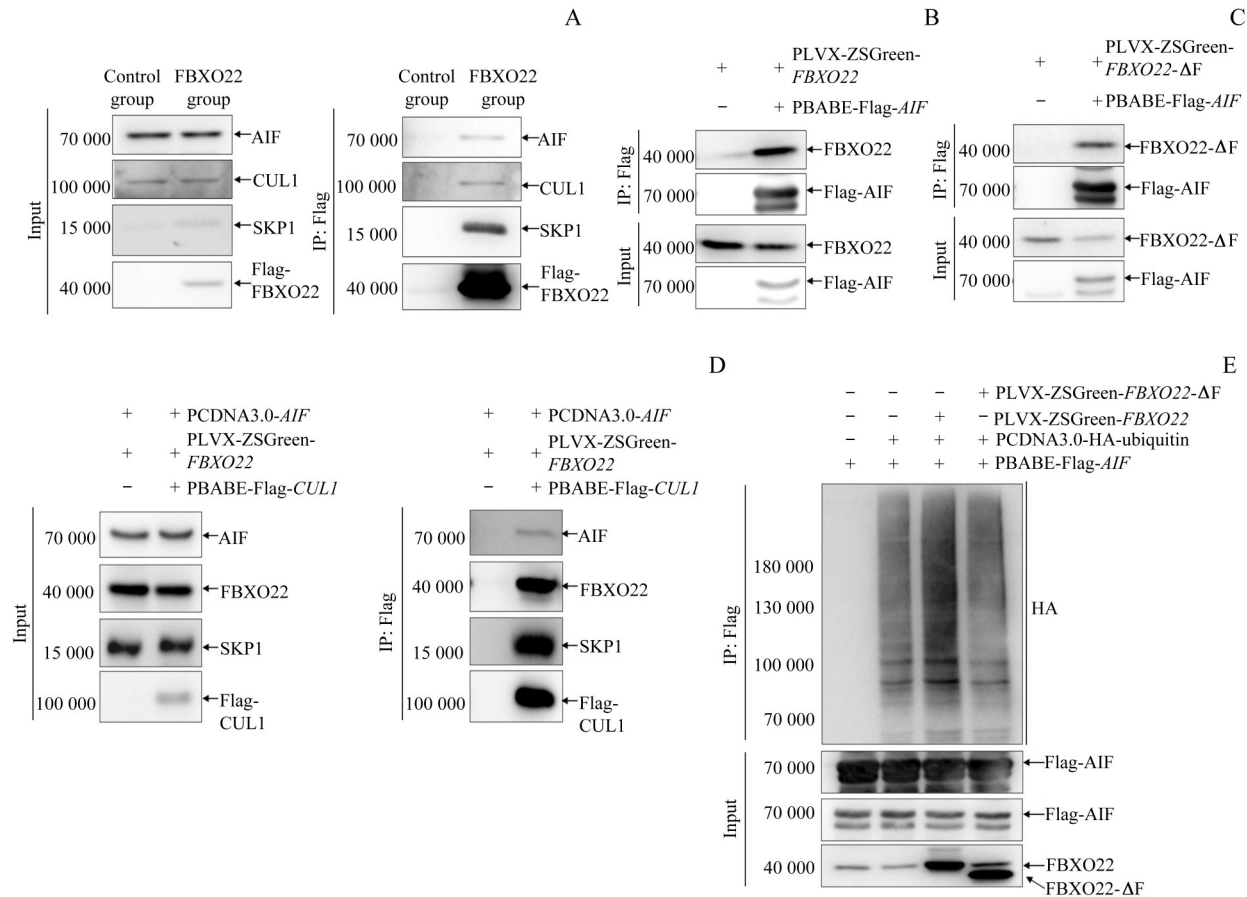 A
Control group
FBXO22 group
Input
70 000
AIF
100 000
CUL1
15 000
SKP1
40 000
Flag-
FBXO22
Control group
FBXO22 group
IP: Flag
70 000
AIF
100 000
CUL1
15 000
SKP1
40 000
Flag-
FBXO22
B
+ + PLVX-ZSGreen-
FBXO22
− + PBABE-Flag-AIF
IP: Flag
40 000
FBXO22
70 000
Flag-AIF
Input
40 000
FBXO22
70 000
Flag-AIF
C
+ + PLVX-ZSGreen-
FBXO22-ΔF
− + PBABE-Flag-AIF
IP: Flag
40 000
FBXO22-ΔF
70 000
Flag-AIF
Input
40 000
FBXO22-ΔF
70 000
Flag-AIF
D
+ + PCDNA3.0-AIF
+ + PLVX-ZSGreen-
FBXO22
− + PBABE-Flag-CUL1
Input
70 000
AIF
40 000
FBXO22
15 000
SKP1
100 000
Flag-
CUL1
+ + PCDNA3.0-AIF
+ + PLVX-ZSGreen-
FBXO22
− + PBABE-Flag-CUL1
IP: Flag
70 000
AIF
40 000
FBXO22
15 000
SKP1
100 000
Flag-
CUL1
E
− − − + PLVX-ZSGreen-FBXO22-ΔF
− − + − PLVX-ZSGreen-FBXO22
− + + + PCDNA3.0-HA-ubiquitin
+ + + + PBABE-Flag-AIF
IP: Flag
180 000
130 000
100 000
70 000
HA
Input
70 000
Flag-AIF
70 000
Flag-AIF
40 000
FBXO22
FBXO22-ΔF